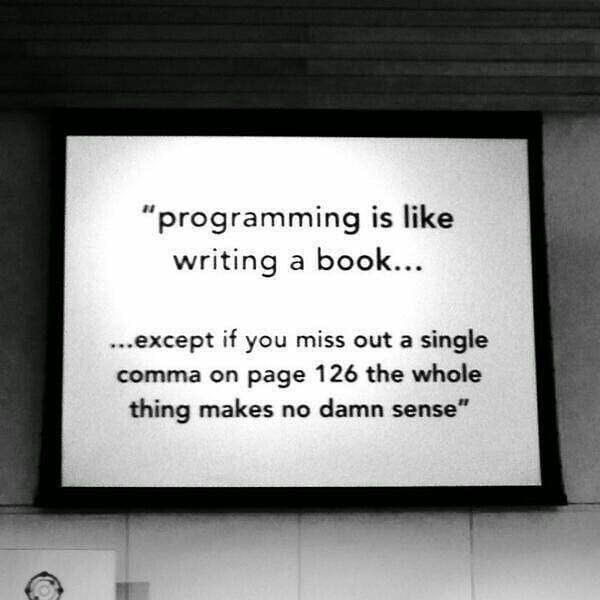 “programming is like
writing a book...
...except if you miss out a single
comma on page 126 the whole
thing makes no damn sense”